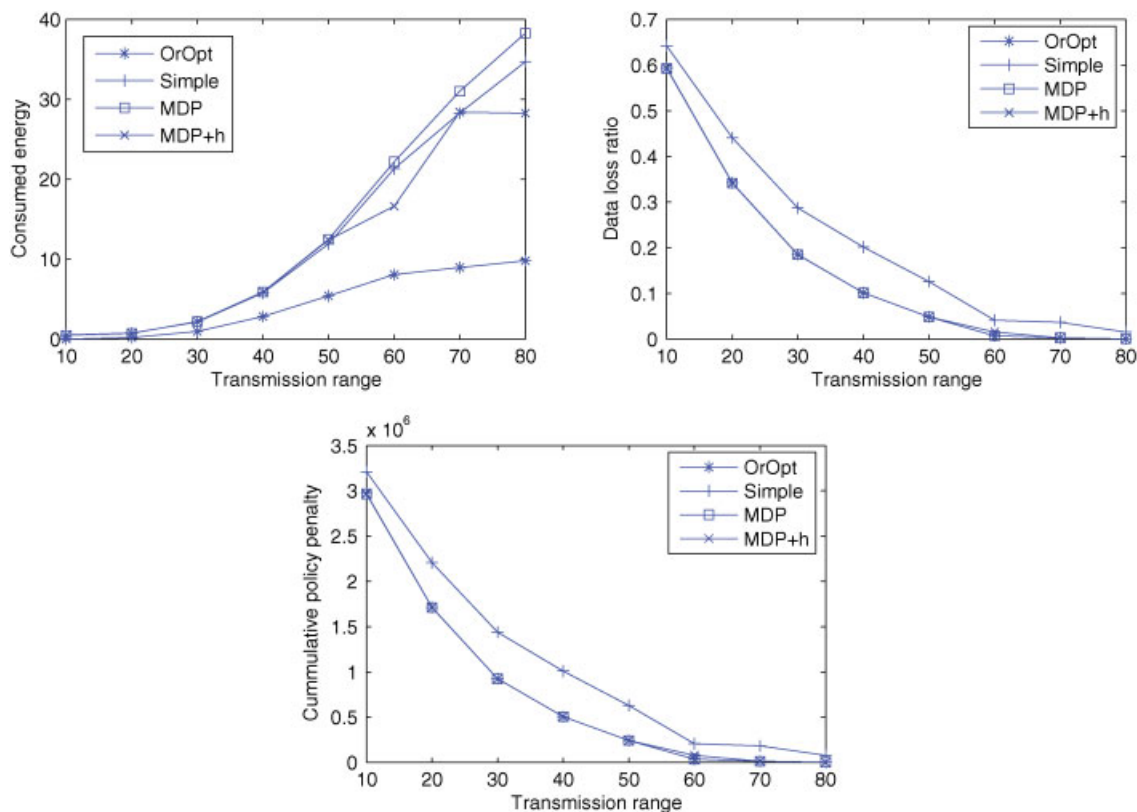 40
30
20
10
0
Consumed energy
OrOpt
Simple
MDP
MDP+h
10 20 30 40 50 60 70 80
Transmission range
0.7
0.6
0.5
0.4
0.3
0.2
0.1
0
Data loss ratio
OrOpt
Simple
MDP
MDP+h
10 20 30 40 50 60 70 80
Transmission range
x 10^6
3.5
3
2.5
2
1.5
1
0.5
0
Cummulative policy penalty
OrOpt
Simple
MDP
MDP+h
10 20 30 40 50 60 70 80
Transmission range